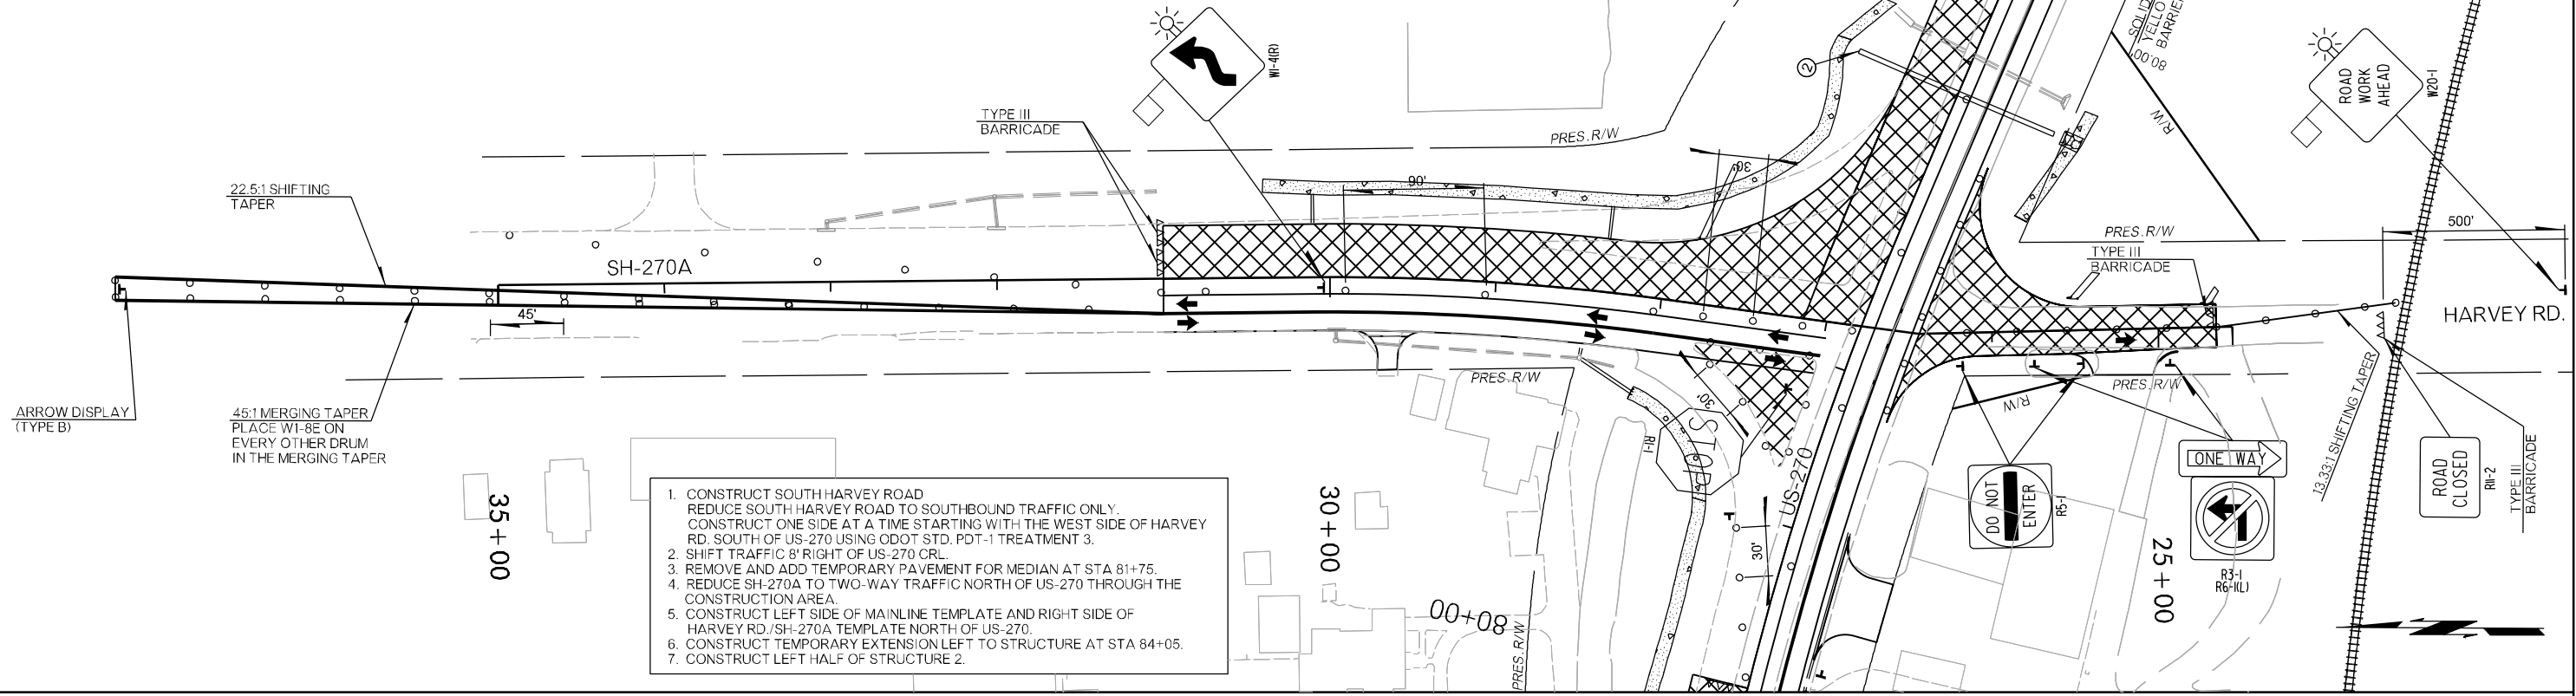 W1-4(R)
TYPE III
BARRICADE
22.5:1 SHIFTING
TAPER
SH-270A
45'
ARROW DISPLAY
(TYPE B)
45:1 MERGING TAPER
PLACE W1-8E ON
EVERY OTHER DRUM
IN THE MERGING TAPER
90'
30'
PRES. R/W
2
SOLID
YELLO
BARRIER
80.00'
R/W
ROAD
WORK
AHEAD
W20-1
PRES. R/W
TYPE III
BARRICADE
500'
HARVEY RD.
PRES. R/W
PRES. R/W
R/W
30'
STOP
R1-1
US-270
30'
13.33:1 SHIFTING TAPER
DO NOT
ENTER
R5-1
ONE WAY
R3-1
R6-1(L)
ROAD
CLOSED
R11-2
TYPE III
BARRICADE
35+00
30+00
25+00
80+00
PRES. R/W
1. CONSTRUCT SOUTH HARVEY ROAD
REDUCE SOUTH HARVEY ROAD TO SOUTHBOUND TRAFFIC ONLY.
CONSTRUCT ONE SIDE AT A TIME STARTING WITH THE WEST SIDE OF HARVEY
RD. SOUTH OF US-270 USING ODOT STD. PDT-1 TREATMENT 3.
2. SHIFT TRAFFIC 8' RIGHT OF US-270 CRL.
3. REMOVE AND ADD TEMPORARY PAVEMENT FOR MEDIAN AT STA 81+75.
4. REDUCE SH-270A TO TWO-WAY TRAFFIC NORTH OF US-270 THROUGH THE
CONSTRUCTION AREA.
5. CONSTRUCT LEFT SIDE OF MAINLINE TEMPLATE AND RIGHT SIDE OF
HARVEY RD./SH-270A TEMPLATE NORTH OF US-270.
6. CONSTRUCT TEMPORARY EXTENSION LEFT TO STRUCTURE AT STA 84+05.
7. CONSTRUCT LEFT HALF OF STRUCTURE 2.